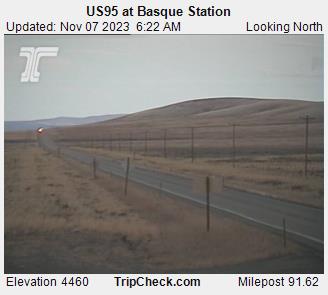 US95 at Basque Station
Updated: Nov 07 2023 6:22 AM Looking North
Elevation 4460 TripCheck.com Milepost 91.62